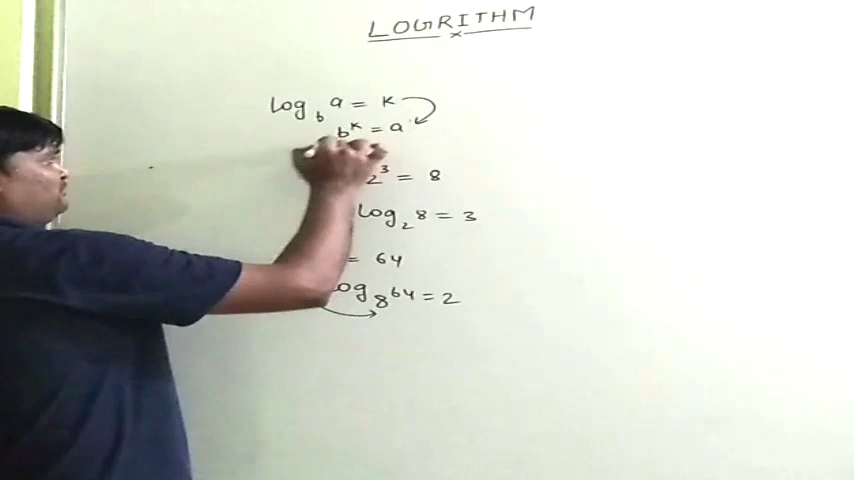 LOGRITHM
log_b a = k
b^k = a
2^3 = 8
log_2 8 = 3
= 64
log_8 64 = 2